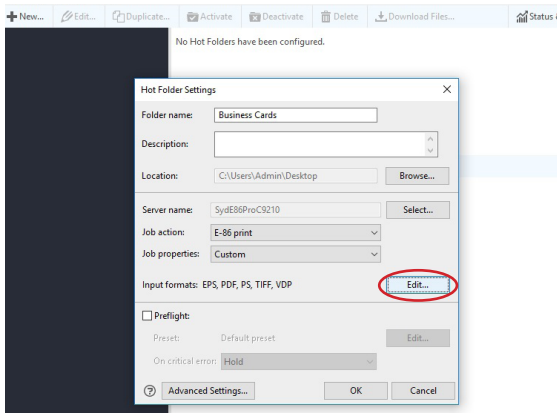 New... Edit... Duplicate... Activate Deactivate Delete Download Files... Status &
No Hot Folders have been configured.
Hot Folder Settings
Folder name: Business Cards
Description:
Location: C:\Users\Admin\Desktop Browse...
Server name: SydE86ProC9210 Select...
Job action: E-86 print
Job properties: Custom
Input formats: EPS, PDF, PS, TIFF, VDP Edit...
Preflight:
Preset: Default preset Edit...
On critical error: Hold
? Advanced Settings... OK Cancel